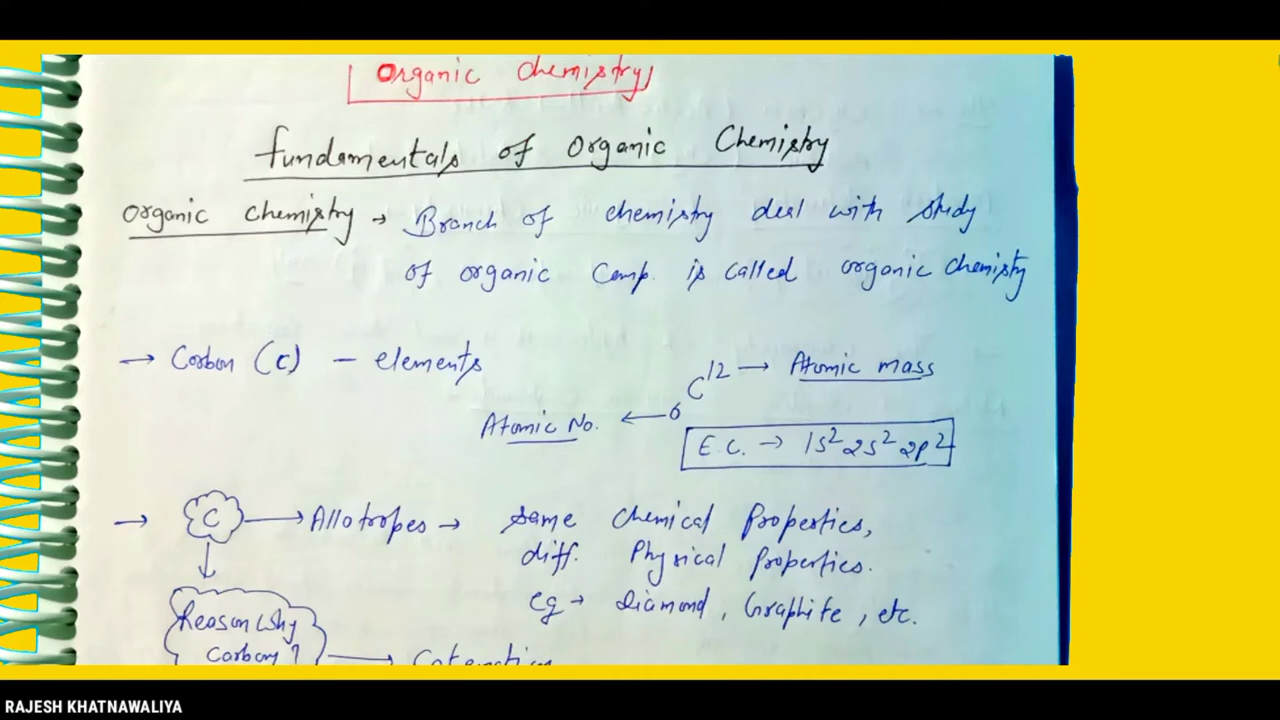 Organic Chemistry
Fundamentals of Organic Chemistry
Organic Chemistry → Branch of chemistry deal with study
of organic Comp. is called organic chemistry
→ Carbon (C) – elements
C 12 → Atomic mass
Atomic No. ← 6
E.C. → 1S² 2S² 2P²
→ C → Allotropes → same Chemical Properties,
diff. Physical Properties.
eg → Diamond, Graphite, etc.
Reason why
Carbon? → Catenation
RAJESH KHATNAWALIYA